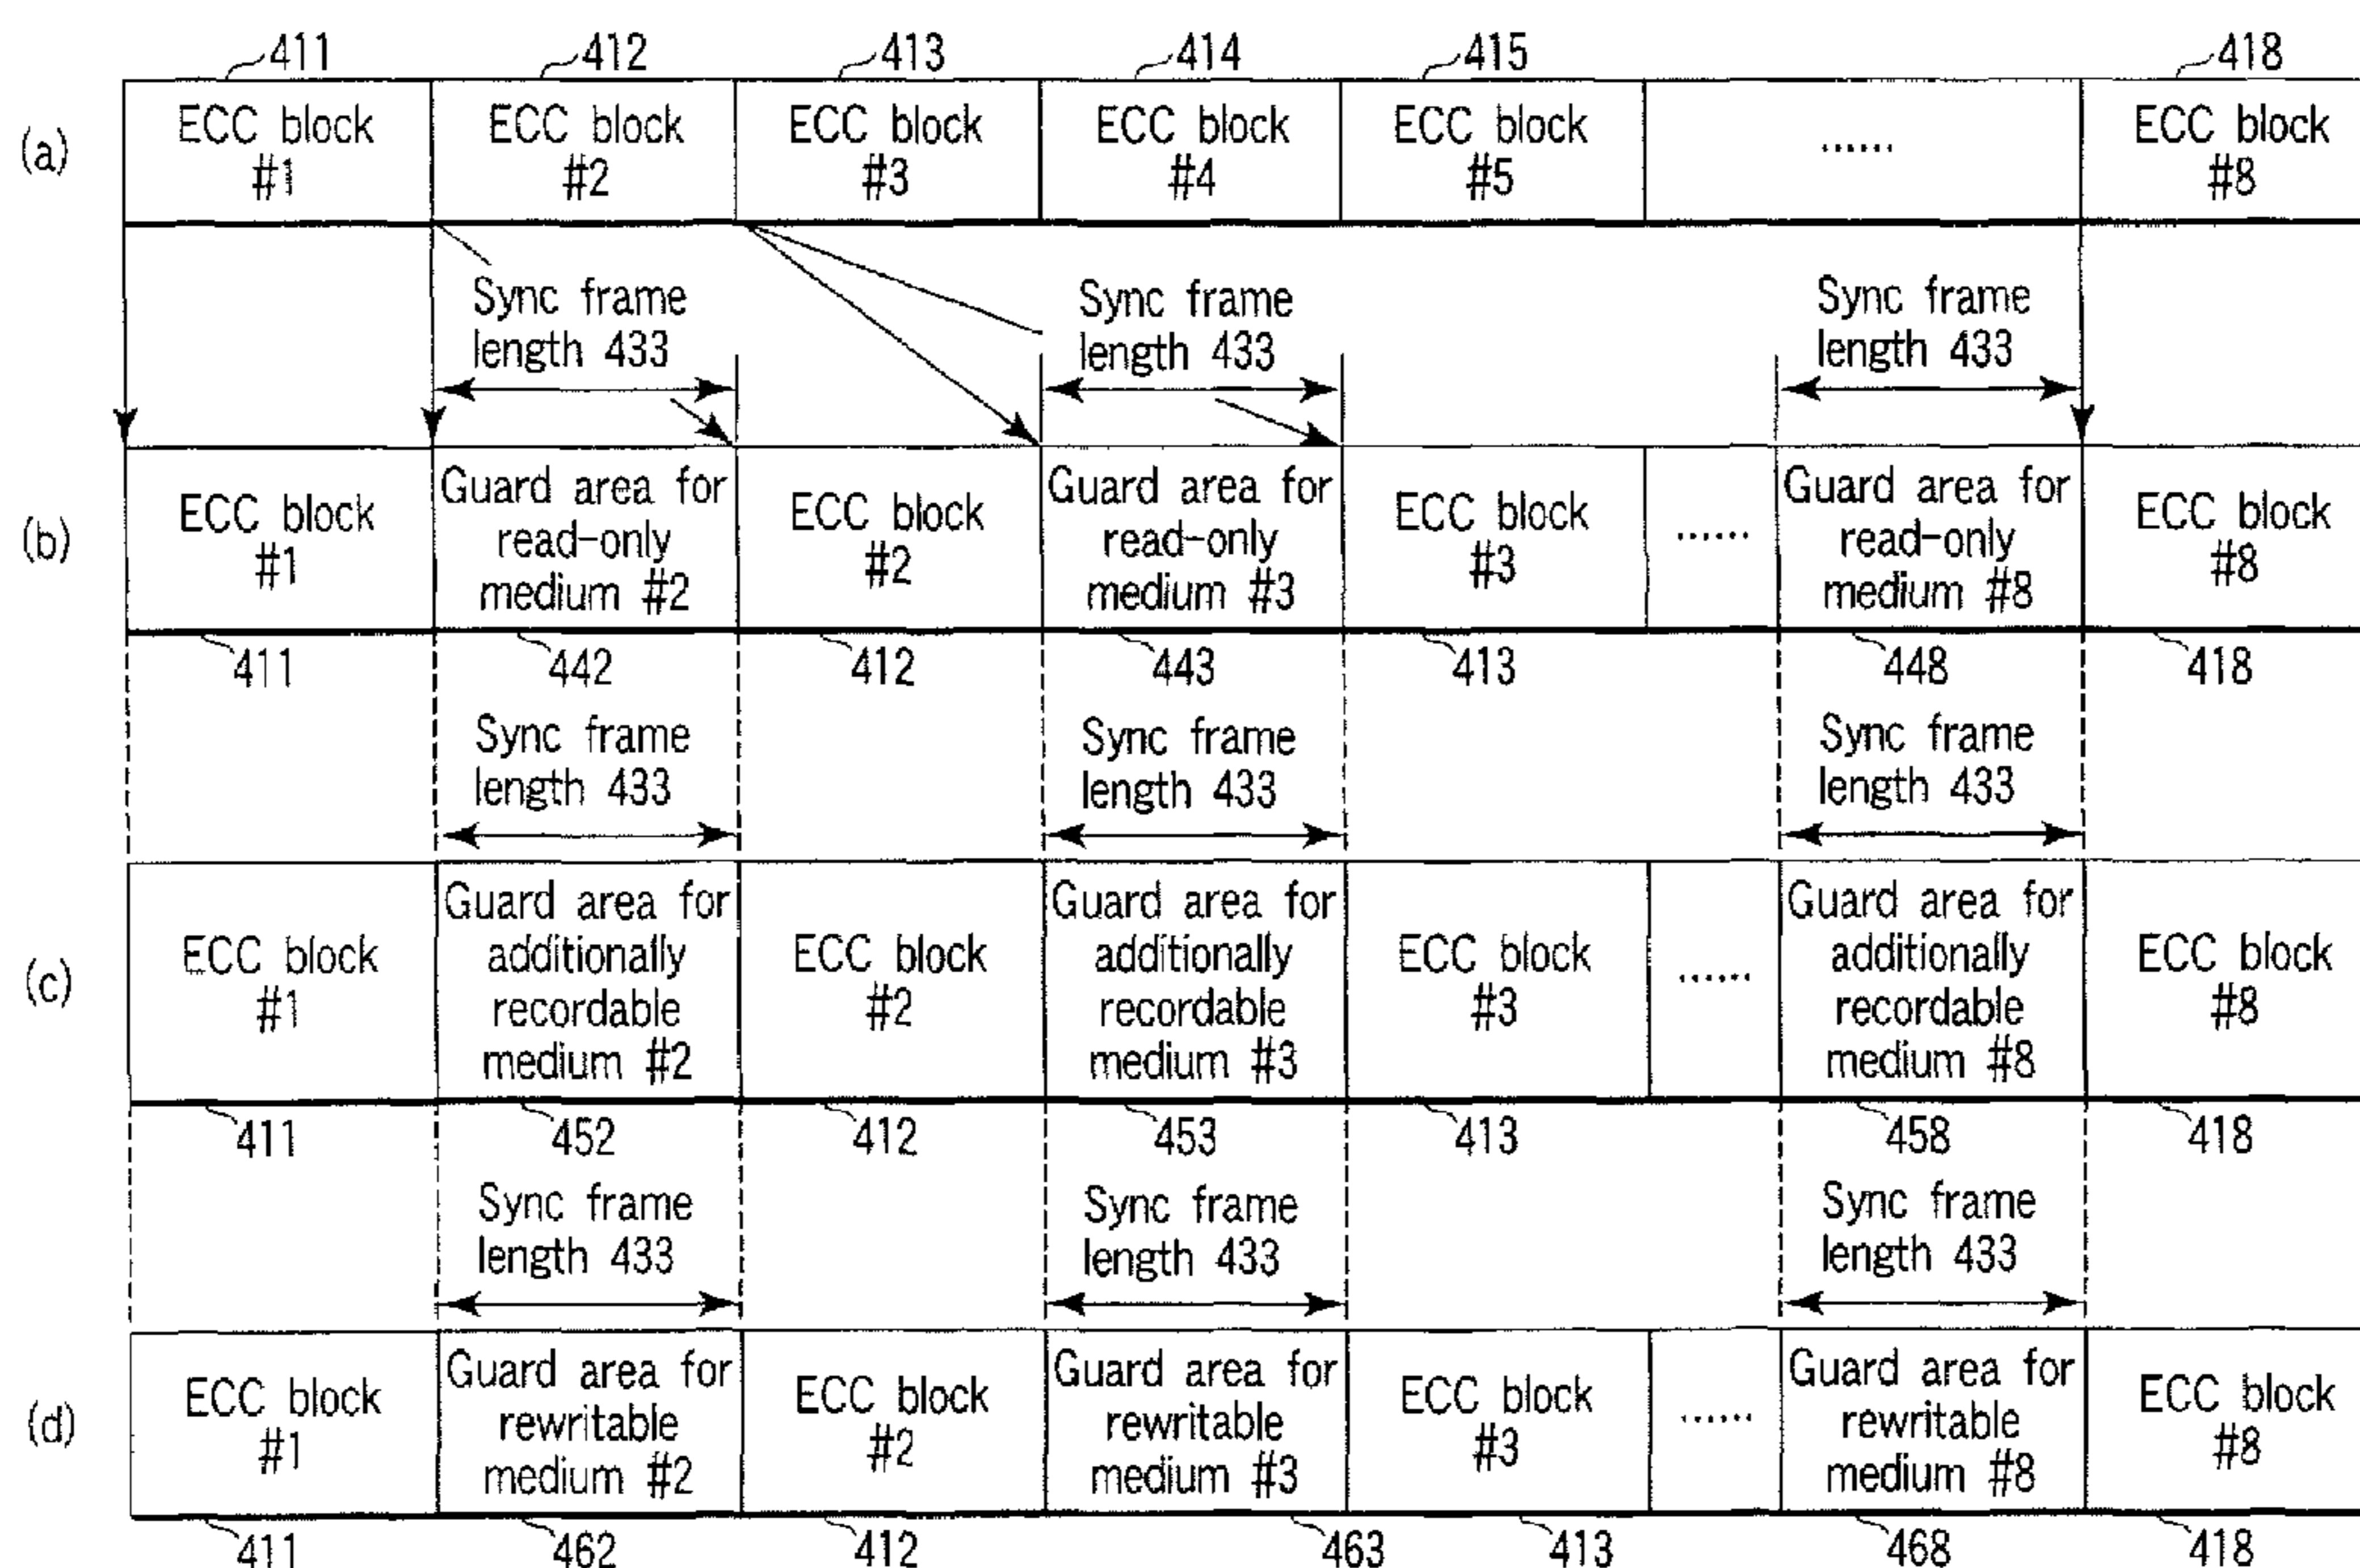 411 412 413 414 415 418
(a)
ECC block
#1
ECC block
#2
ECC block
#3
ECC block
#4
ECC block
#5
......
ECC block
#8
Sync frame
length 433
Sync frame
length 433
Sync frame
length 433
(b)
ECC block
#1
Guard area for
read-only
medium #2
ECC block
#2
Guard area for
read-only
medium #3
ECC block
#3
......
Guard area for
read-only
medium #8
ECC block
#8
411 442 412 443 413 448 418
Sync frame
length 433
Sync frame
length 433
Sync frame
length 433
(c)
ECC block
#1
Guard area for
additionally
recordable
medium #2
ECC block
#2
Guard area for
additionally
recordable
medium #3
ECC block
#3
......
Guard area for
additionally
recordable
medium #8
ECC block
#8
411 452 412 453 413 458 418
Sync frame
length 433
Sync frame
length 433
Sync frame
length 433
(d)
ECC block
#1
Guard area for
rewritable
medium #2
ECC block
#2
Guard area for
rewritable
medium #3
ECC block
#3
......
Guard area for
rewritable
medium #8
ECC block
#8
411 462 412 463 413 468 418